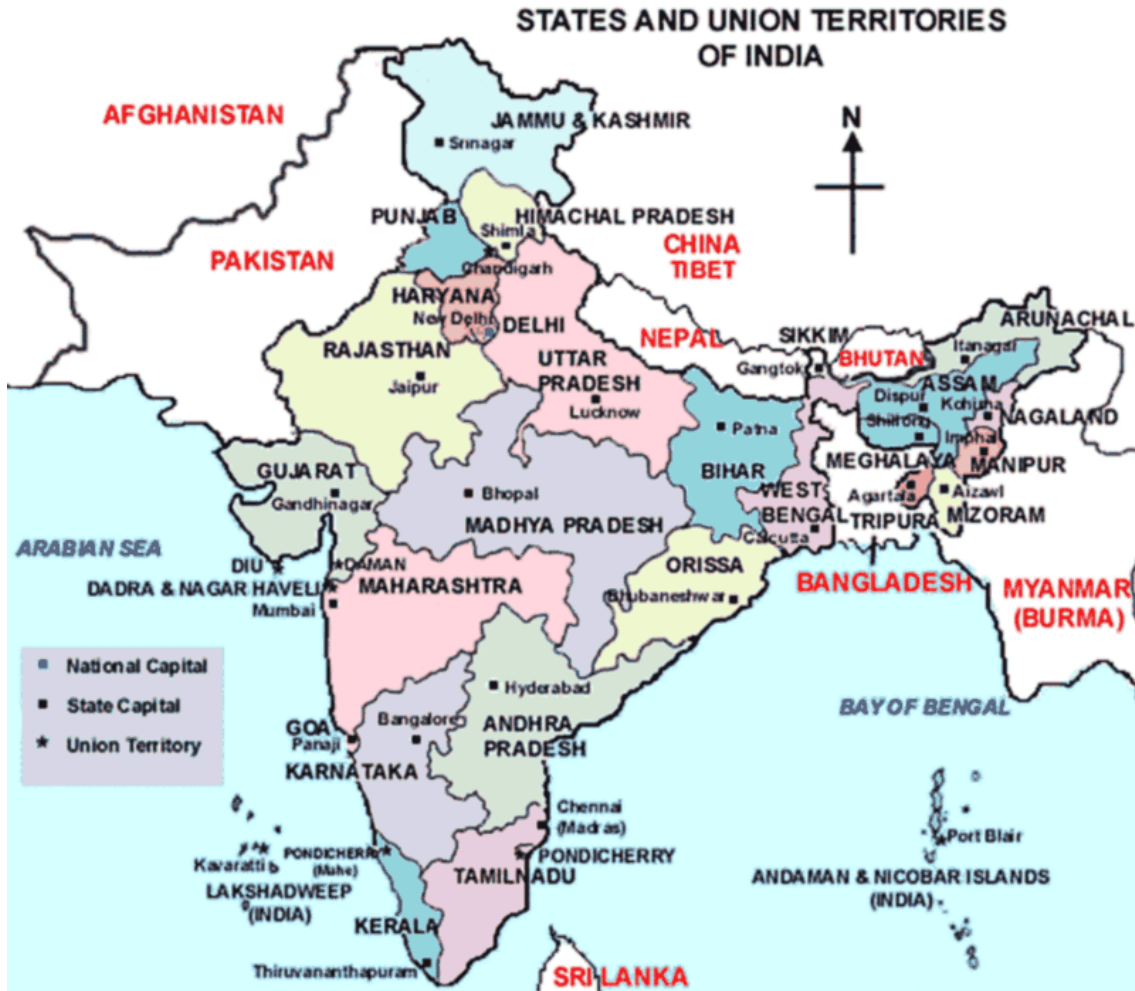 STATES AND UNION TERRITORIES
OF INDIA
AFGHANISTAN
JAMMU & KASHMIR
N
Srinagar
PUNJAB
HIMACHAL PRADESH
Shimla
CHINA
TIBET
PAKISTAN
Chandigarh
HARYANA
New Delhi
DELHI
NEPAL
SIKKIM
ARUNACHAL
RAJASTHAN
UTTAR
PRADESH
BHUTAN
Itanagar
Gangtok
Jaipur
Lucknow
ASSAM
Dispur
Kohima
Shillong
NAGALAND
Patna
Imphal
BIHAR
MEGHALAYA
MANIPUR
GUJARAT
Gandhinagar
Bhopal
WEST
BENGAL
Agartala
Aizawl
MADHYA PRADESH
TRIPURA
MIZORAM
Calcutta
ARABIAN SEA
DIU
DAMAN
ORISSA
DADRA & NAGAR HAVELI
MAHARASHTRA
BANGLADESH
MYANMAR
(BURMA)
Mumbai
Bhubaneshwar
National Capital
State Capital
Union Territory
Hyderabad
BAY OF BENGAL
GOA
Panaji
Bangalore
ANDHRA
PRADESH
KARNATAKA
Chennai
(Madras)
Port Blair
Kavaratti
PONDICHERRY
(Mahe)
PONDICHERRY
TAMILNADU
ANDAMAN & NICOBAR ISLANDS
(INDIA)
LAKSHADWEEP
(INDIA)
KERALA
Thiruvananthapuram
SRI LANKA